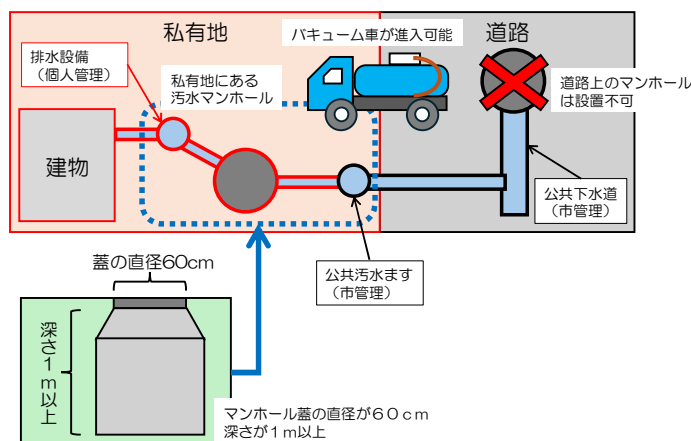 私有地
バキューム車が進入可能
道路
排水設備
（個人管理）
私有地にある
汚水マンホール
道路上のマンホール
は設置不可
建物
公共下水道
（市管理）
公共汚水ます
（市管理）
蓋の直径60cm
深さ１ｍ以上
マンホール蓋の直径が６０ｃｍ
深さが１ｍ以上